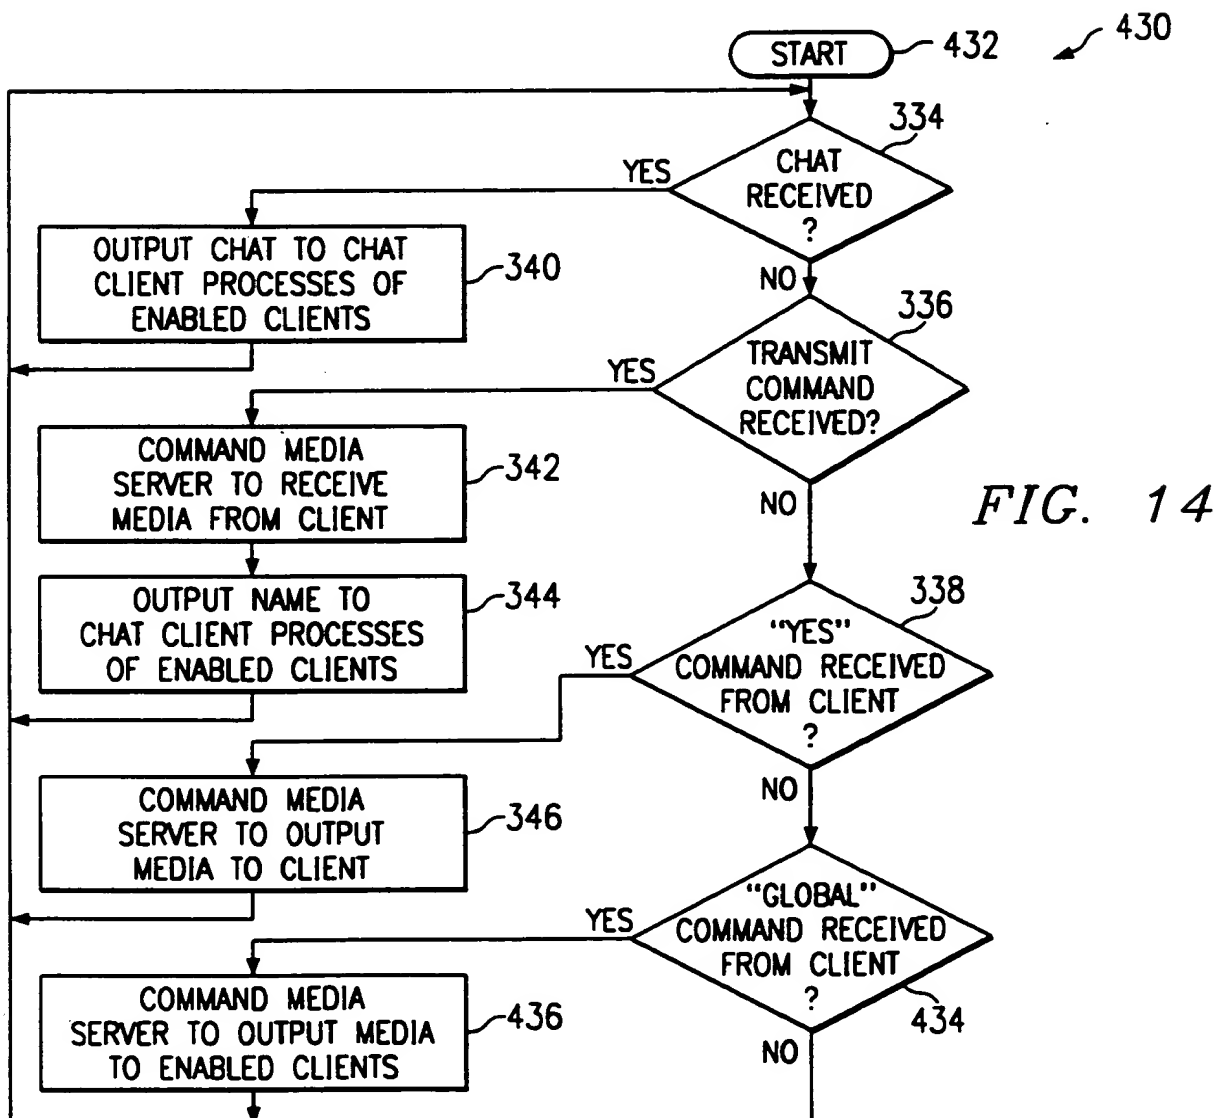 START
432
430
334
CHAT
RECEIVED
?
YES
NO
OUTPUT CHAT TO CHAT
CLIENT PROCESSES OF
ENABLED CLIENTS
340
336
TRANSMIT
COMMAND
RECEIVED?
YES
NO
COMMAND MEDIA
SERVER TO RECEIVE
MEDIA FROM CLIENT
342
FIG. 14
OUTPUT NAME TO
CHAT CLIENT PROCESSES
OF ENABLED CLIENTS
344
338
"YES"
COMMAND RECEIVED
FROM CLIENT
?
YES
NO
COMMAND MEDIA
SERVER TO OUTPUT
MEDIA TO CLIENT
346
"GLOBAL"
COMMAND RECEIVED
FROM CLIENT
?
YES
434
NO
COMMAND MEDIA
SERVER TO OUTPUT MEDIA
TO ENABLED CLIENTS
436